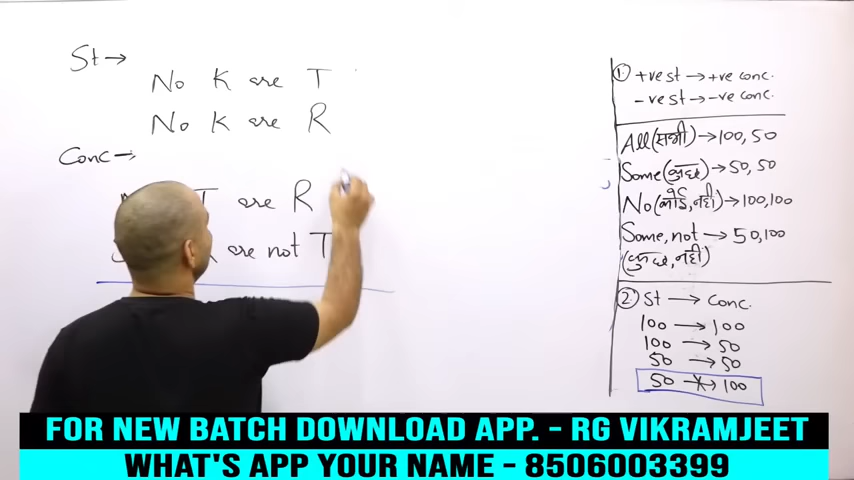 St →
No K are T
No K are R
Conc →
T are R
K are not T
1. +ve st → +ve conc.
-ve st → -ve conc.
All (सभी) → 100, 50
Some (कुछ) → 50, 50
No (कोई, नहीं) → 100, 100
Some, not → 50, 100
(कुछ, नहीं)
2. St → Conc.
100 → 100
100 → 50
50 → 50
50 → 100
FOR NEW BATCH DOWNLOAD APP. - RG VIKRAMJEET
WHAT'S APP YOUR NAME - 8506003399